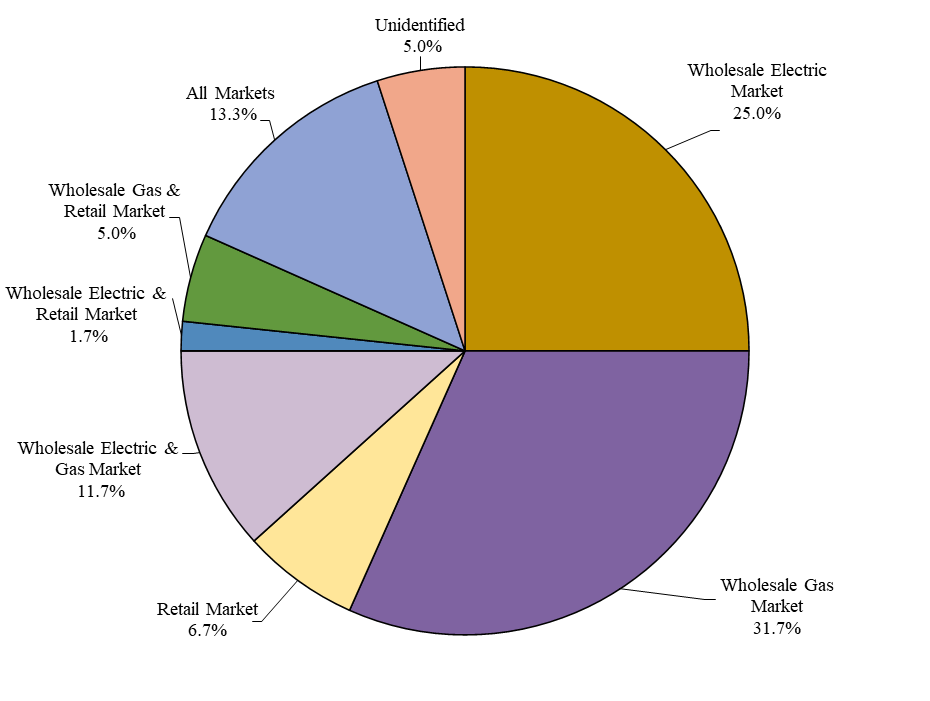 Unidentified
5.0%
Wholesale Electric
Market
25.0%
All Markets
13.3%
Wholesale Gas &
Retail Market
5.0%
Wholesale Electric &
Retail Market
1.7%
Wholesale Electric &
Gas Market
11.7%
Retail Market
6.7%
Wholesale Gas
Market
31.7%